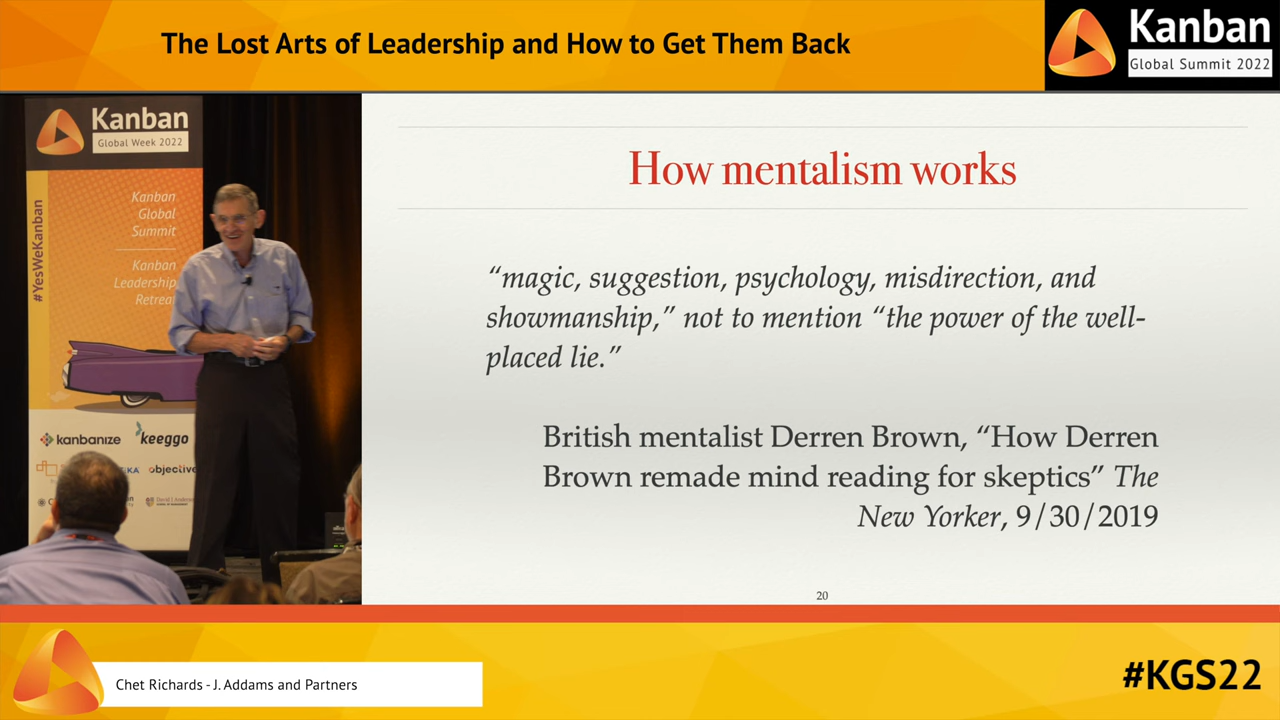 The Lost Arts of Leadership and How to Get Them Back
Kanban
Global Summit 2022
Kanban
Global Week 2022
#YesWeKanban
Kanban
Global
Summit
Kanban
Leadership
Retreat
kanbanize
keeggo
objective
How mentalism works
“magic, suggestion, psychology, misdirection, and
showmanship,” not to mention “the power of the well-
placed lie.”
British mentalist Derren Brown, “How Derren
Brown remade mind reading for skeptics” The
New Yorker, 9/30/2019
20
Chet Richards - J. Addams and Partners
#KGS22